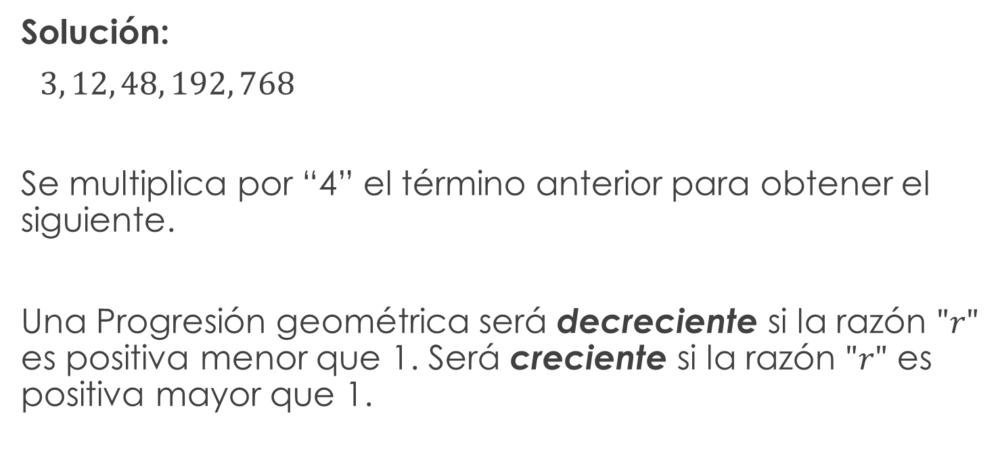 Solución:
3, 12, 48, 192, 768
Se multiplica por “4” el término anterior para obtener el
siguiente.
Una Progresión geométrica será decreciente si la razón "r"
es positiva menor que 1. Será creciente si la razón "r" es
positiva mayor que 1.